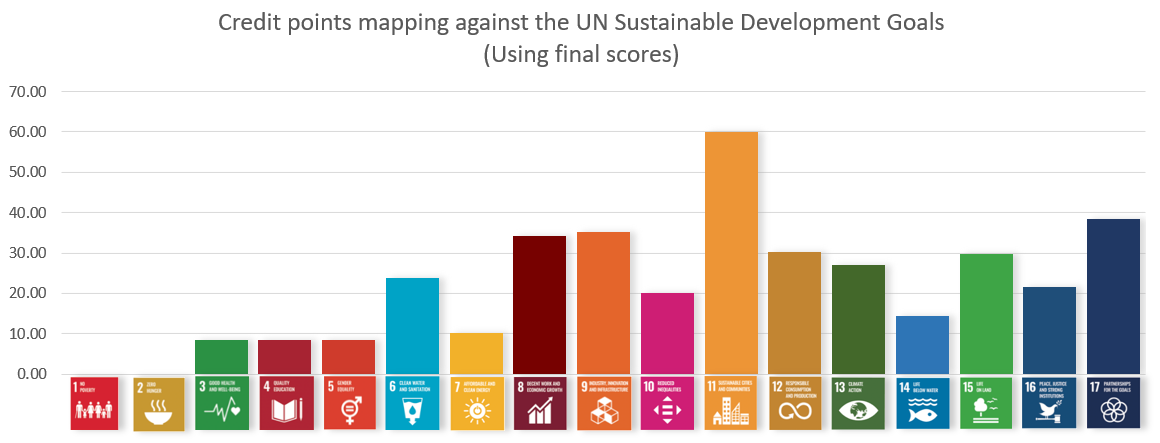 Credit points mapping against the UN Sustainable Development Goals
(Using final scores)
70.00
60.00
50.00
40.00
30.00
20.00
10.00
0.00
1 NO
POVERTY
2 ZERO
HUNGER
3 GOOD HEALTH
AND WELL-BEING
4 QUALITY
EDUCATION
5 GENDER
EQUALITY
6 CLEAN WATER
AND SANITATION
7 AFFORDABLE AND
CLEAN ENERGY
8 DECENT WORK AND
ECONOMIC GROWTH
9 INDUSTRY, INNOVATION
AND INFRASTRUCTURE
10 REDUCED
INEQUALITIES
11 SUSTAINABLE CITIES
AND COMMUNITIES
12 RESPONSIBLE
CONSUMPTION
AND PRODUCTION
13 CLIMATE
ACTION
14 LIFE
BELOW WATER
15 LIFE
ON LAND
16 PEACE, JUSTICE
AND STRONG
INSTITUTIONS
17 PARTNERSHIPS
FOR THE GOALS